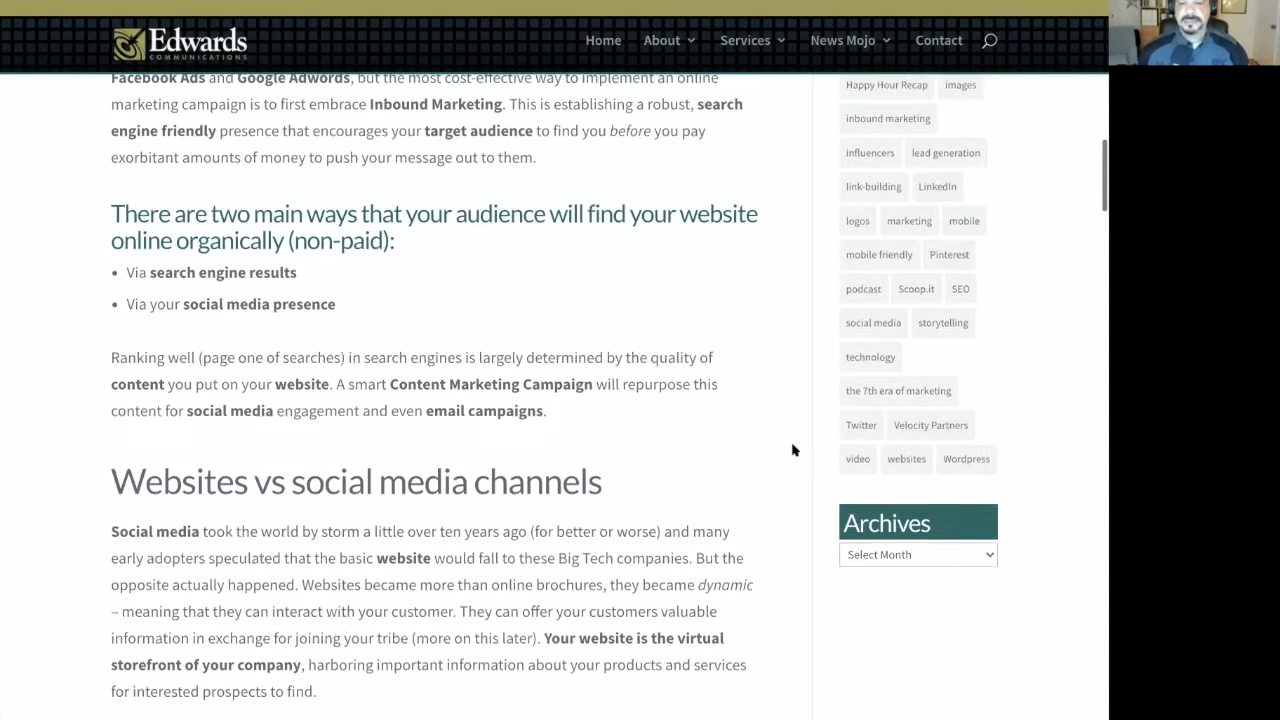 Edwards
COMMUNICATIONS
Home About Services News Mojo Contact
Facebook Ads and Google Adwords, but the most cost-effective way to implement an online
marketing campaign is to first embrace Inbound Marketing. This is establishing a robust, search
engine friendly presence that encourages your target audience to find you before you pay
exorbitant amounts of money to push your message out to them.
There are two main ways that your audience will find your website
online organically (non-paid):
• Via search engine results
• Via your social media presence
Ranking well (page one of searches) in search engines is largely determined by the quality of
content you put on your website. A smart Content Marketing Campaign will repurpose this
content for social media engagement and even email campaigns.
Websites vs social media channels
Social media took the world by storm a little over ten years ago (for better or worse) and many
early adopters speculated that the basic website would fall to these Big Tech companies. But the
opposite actually happened. Websites became more than online brochures, they became dynamic
– meaning that they can interact with your customer. They can offer your customers valuable
information in exchange for joining your tribe (more on this later). Your website is the virtual
storefront of your company, harboring important information about your products and services
for interested prospects to find.
Happy Hour Recap images
inbound marketing
influencers lead generation
link-building LinkedIn
logos marketing mobile
mobile friendly Pinterest
podcast Scoop.it SEO
social media storytelling
technology
the 7th era of marketing
Twitter Velocity Partners
video websites Wordpress
Archives
Select Month